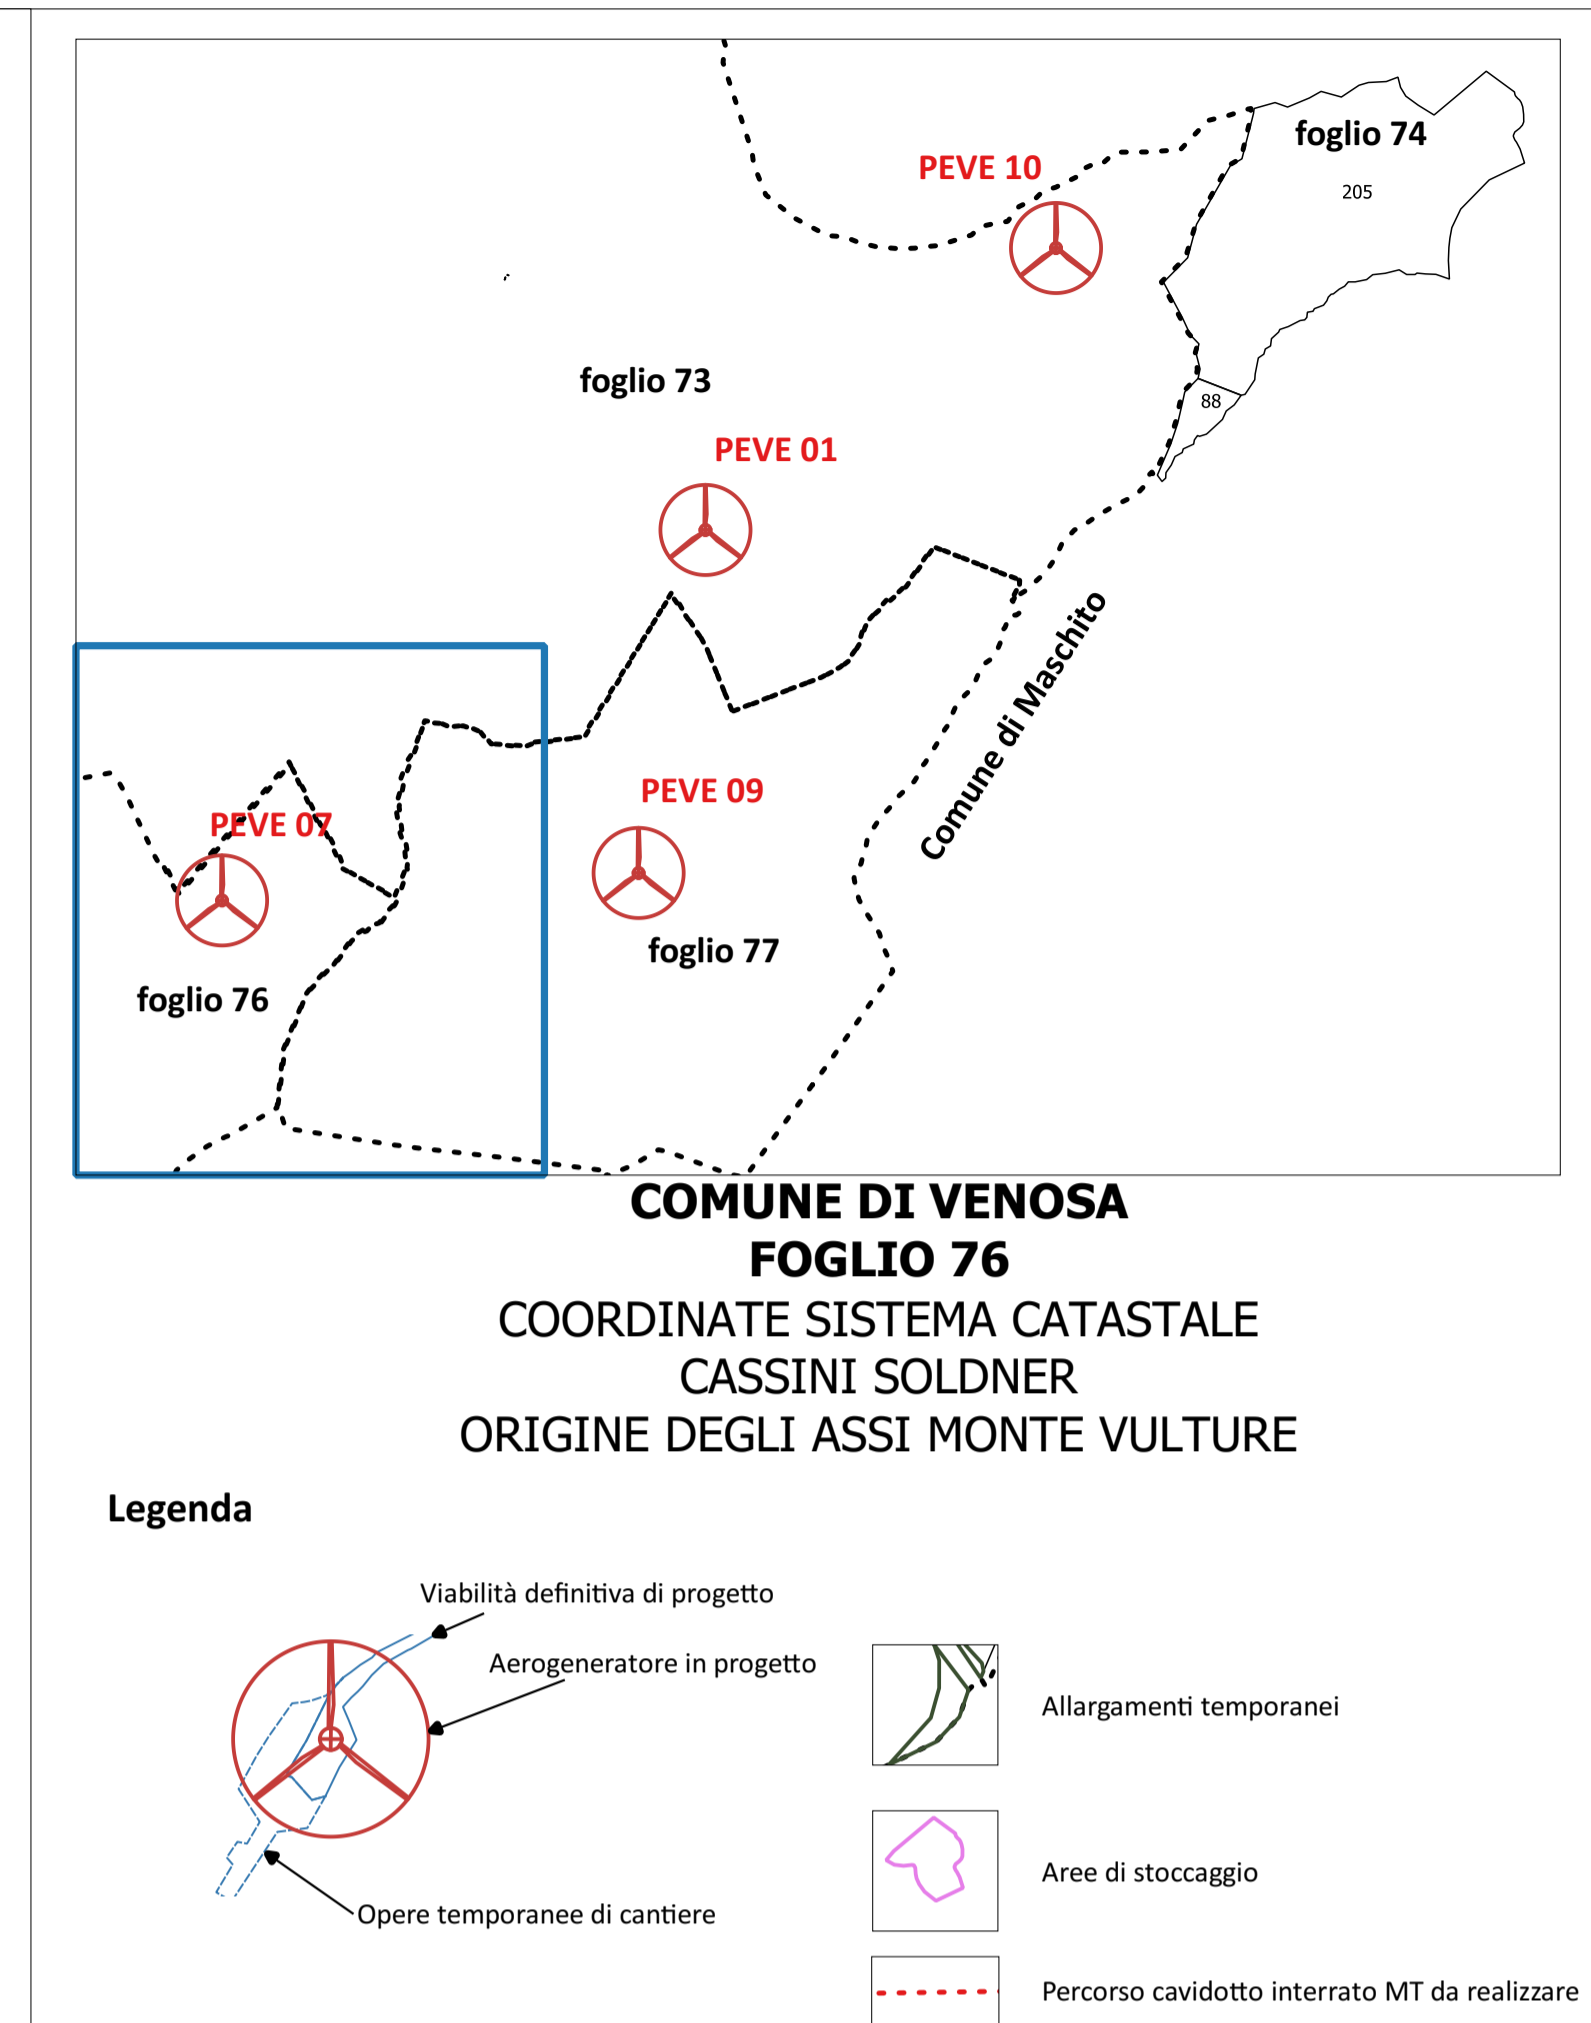 foglio 74
PEVE 10
205
foglio 73
88
PEVE 01
Comune di Maschito
PEVE 09
PEVE 07
foglio 77
foglio 76
COMUNE DI VENOSA
FOGLIO 76
COORDINATE SISTEMA CATASTALE
CASSINI SOLDNER
ORIGINE DEGLI ASSI MONTE VULTURE
Legenda
Viabilità definitiva di progetto
Aerogeneratore in progetto
Allargamenti temporanei
Aree di stoccaggio
Opere temporanee di cantiere
Percorso cavidotto interrato MT da realizzare